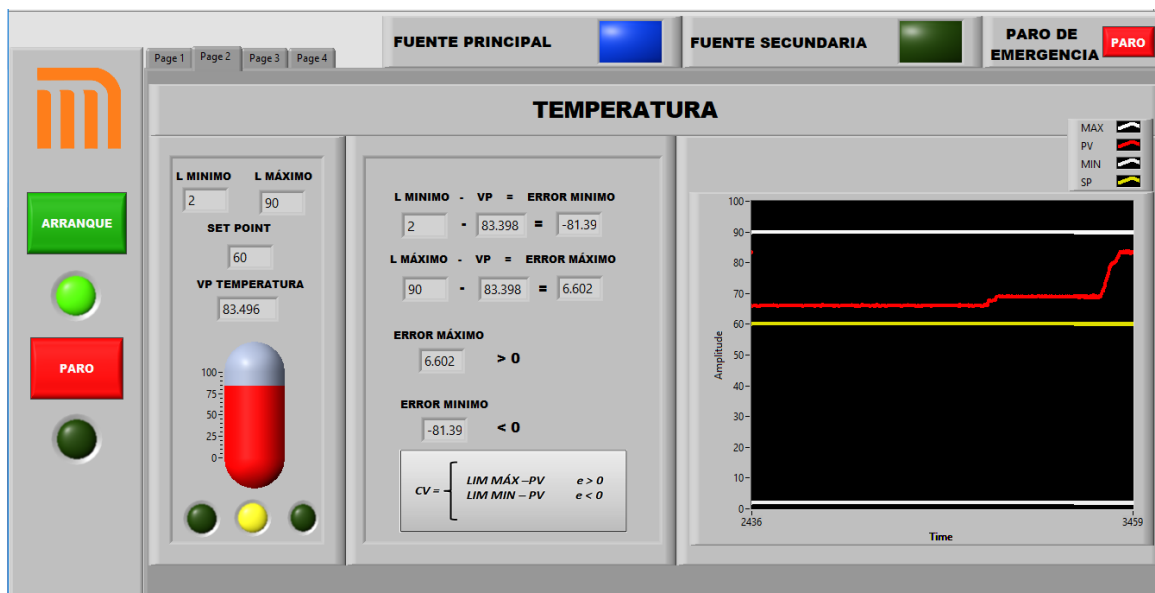 FUENTE PRINCIPAL
FUENTE SECUNDARIA
PARO DE
EMERGENCIA
PARO
Page 1 Page 2 Page 3 Page 4
TEMPERATURA
ARRANQUE
PARO
L MINIMO L MÁXIMO
2 90
SET POINT
60
VP TEMPERATURA
83.496
100-
75-
50-
25-
0-
L MINIMO - VP = ERROR MINIMO
2 - 83.398 = -81.39
L MÁXIMO - VP = ERROR MÁXIMO
90 - 83.398 = 6.602
ERROR MÁXIMO
6.602 > 0
ERROR MINIMO
-81.39 < 0
CV =
LIM MÁX –PV e > 0
LIM MIN – PV e < 0
MAX
PV
MIN
SP
100-
90-
80-
70-
60-
50-
40-
30-
20-
10-
0-
Amplitude
2436 3459
Time